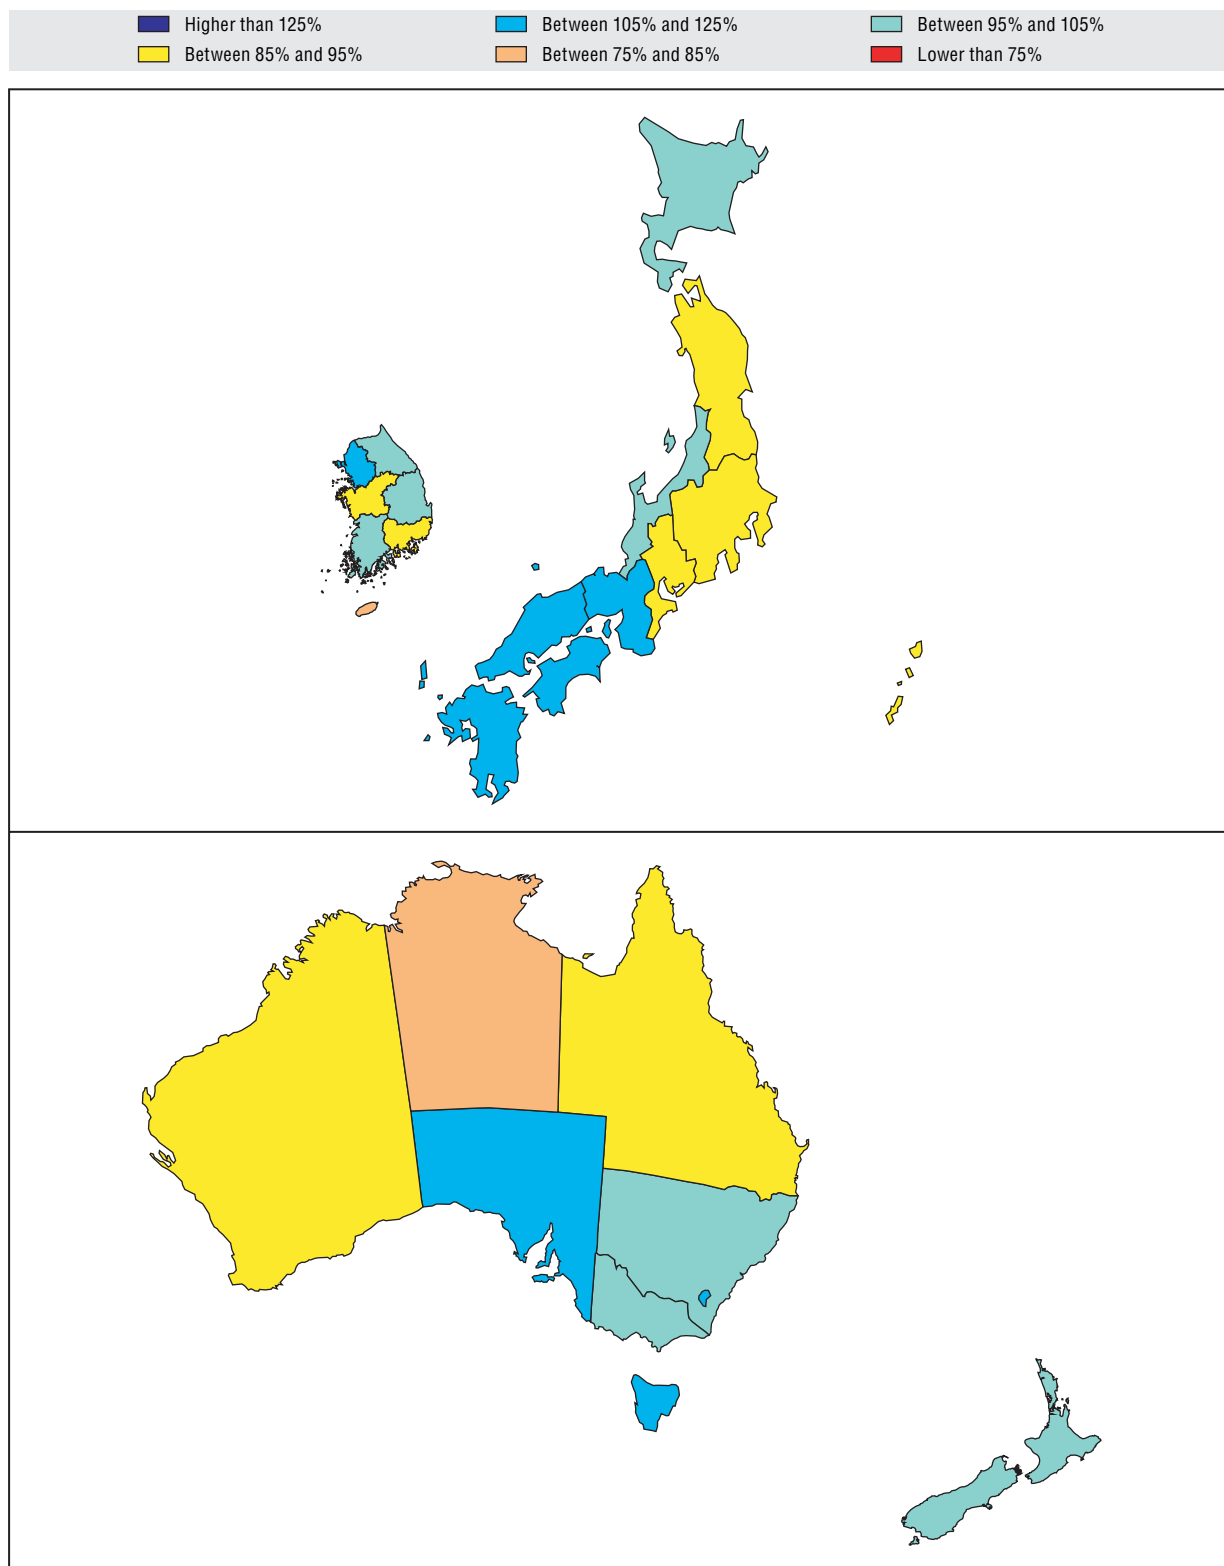 Higher than 125% Between 105% and 125% Between 95% and 105%
Between 85% and 95% Between 75% and 85% Lower than 75%